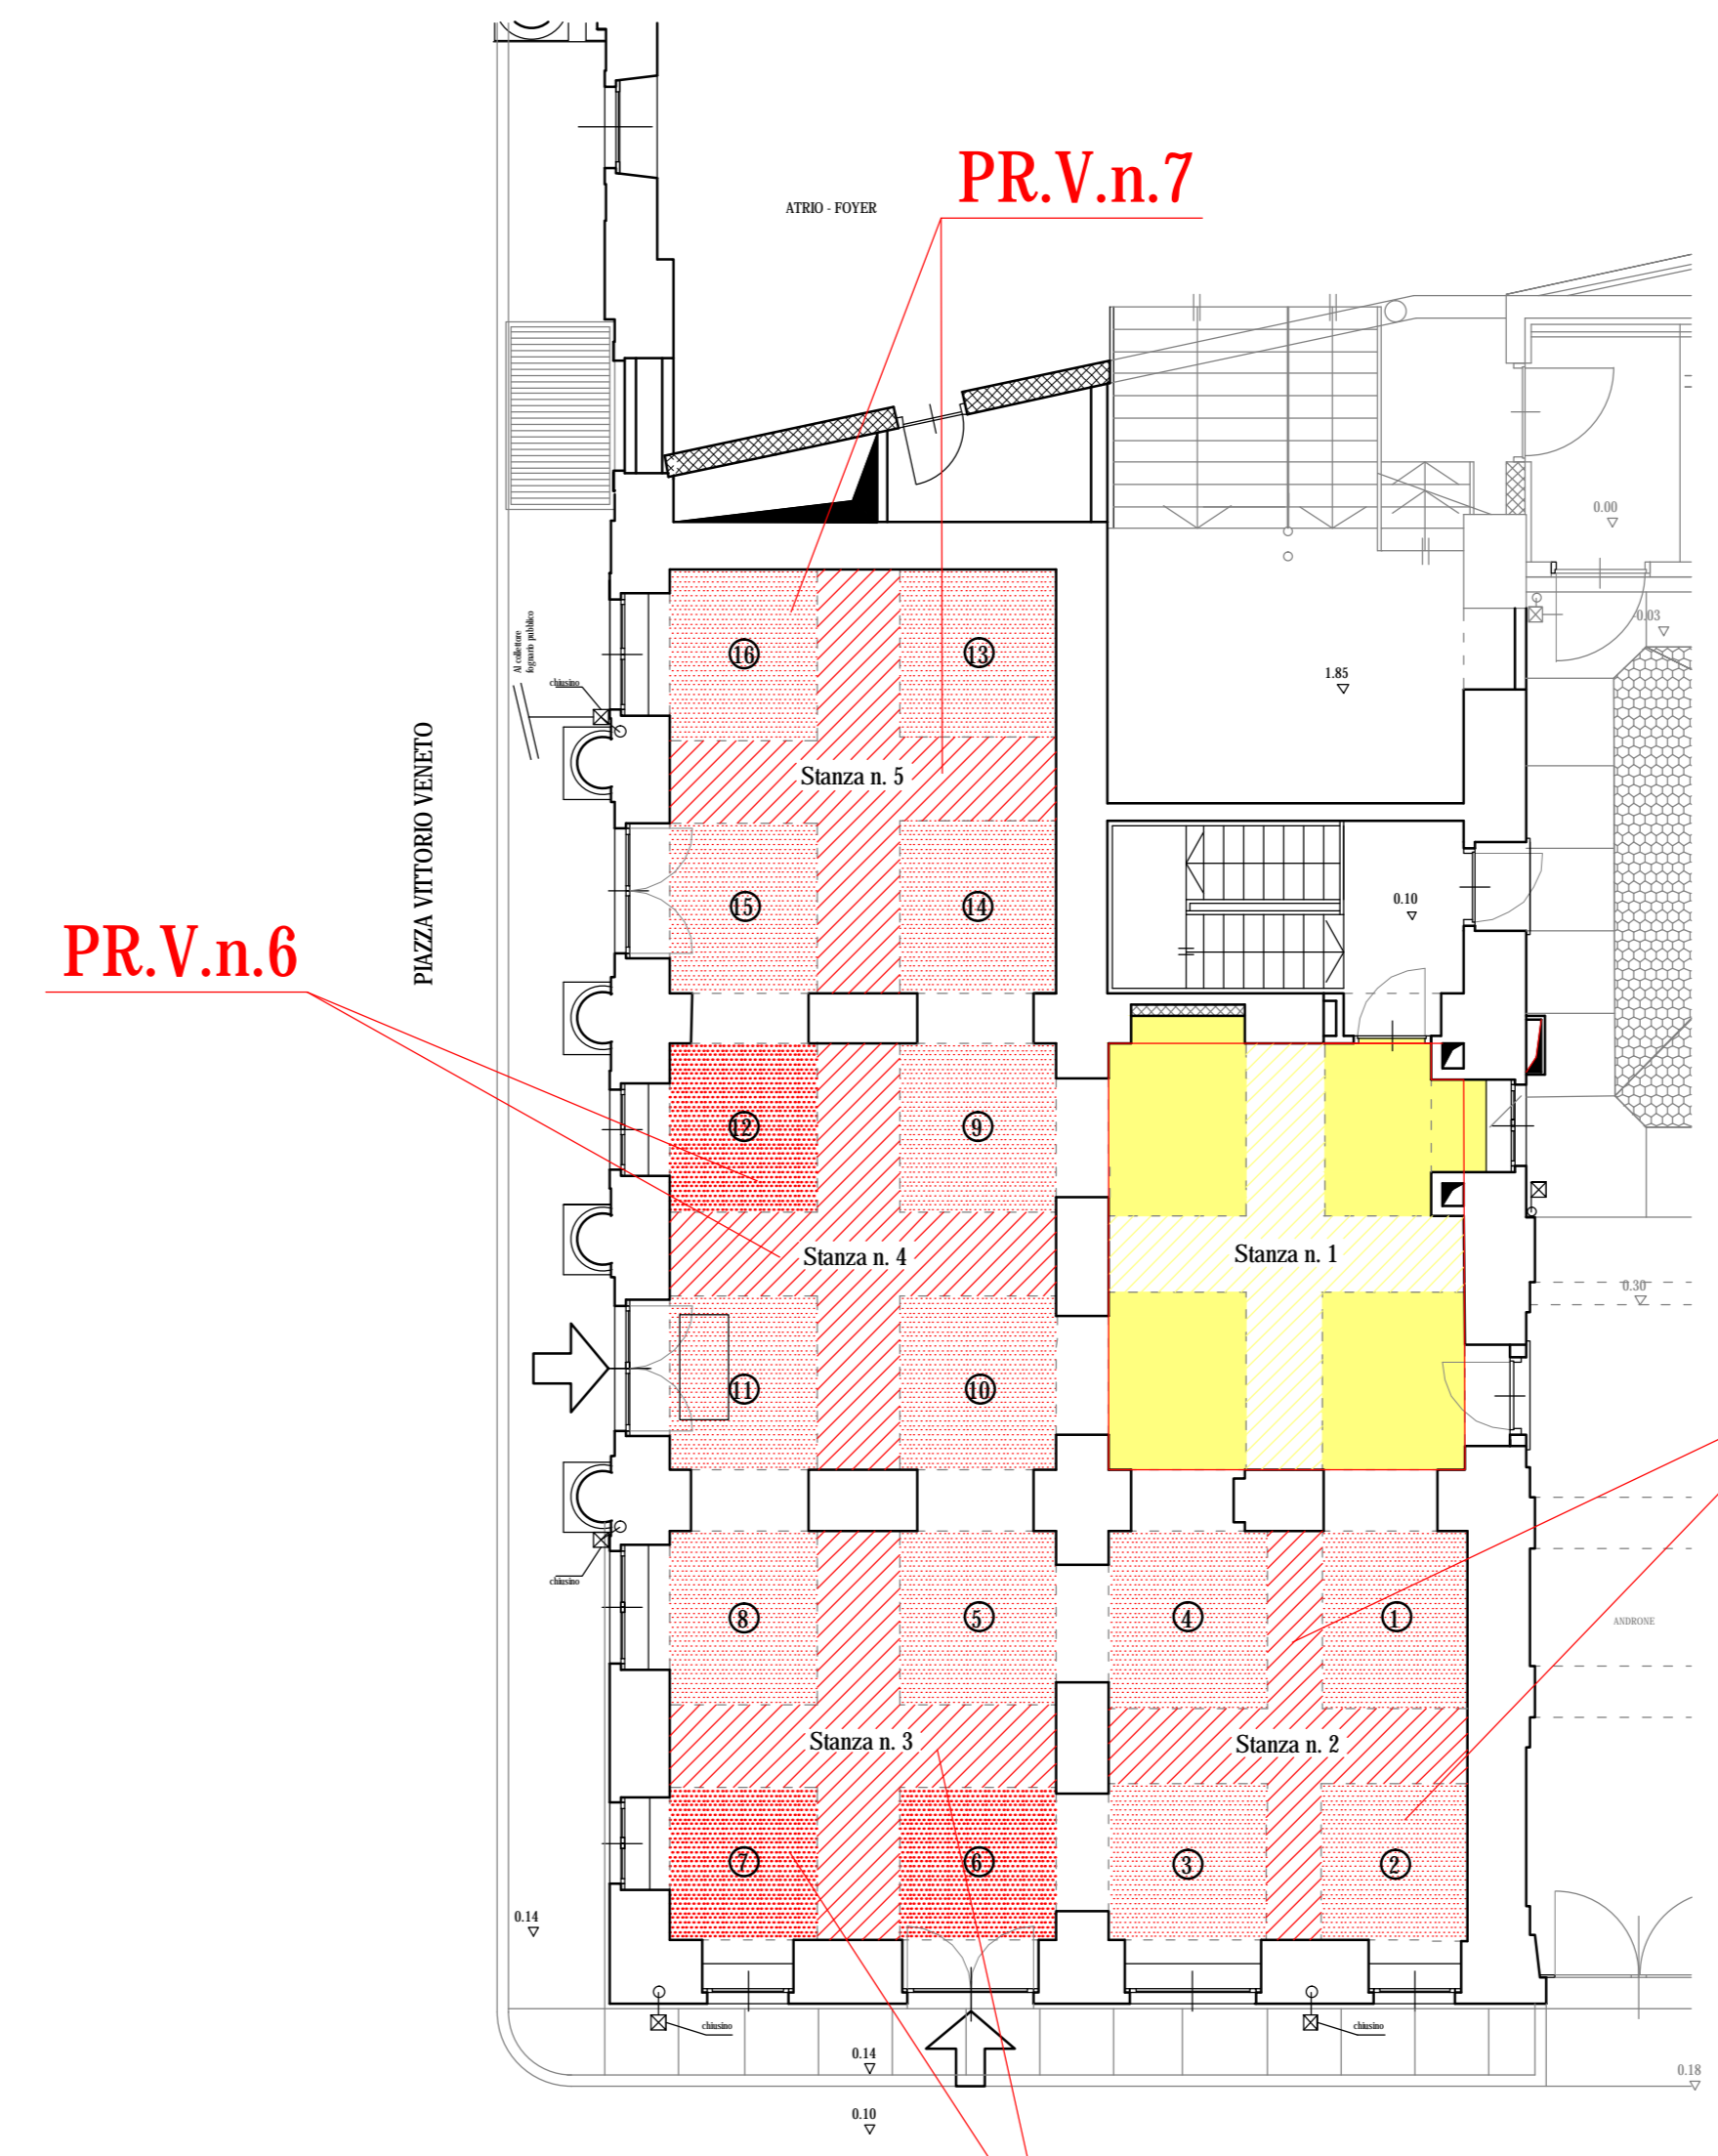 PR.V.n.7
ATRIO - FOYER
0.00
-0.03
Al collettore
fognario pubblico
chiusino
16
13
1.85
PIAZZA VITTORIO VENETO
Stanza n. 5
15
14
0.10
PR.V.n.6
12
9
Stanza n. 4
Stanza n. 1
0.30
11
10
chiusino
8
5
4
1
ANDRONE
Stanza n. 3
Stanza n. 2
7
6
3
2
0.14
chiusino
chiusino
0.14
0.18
0.10